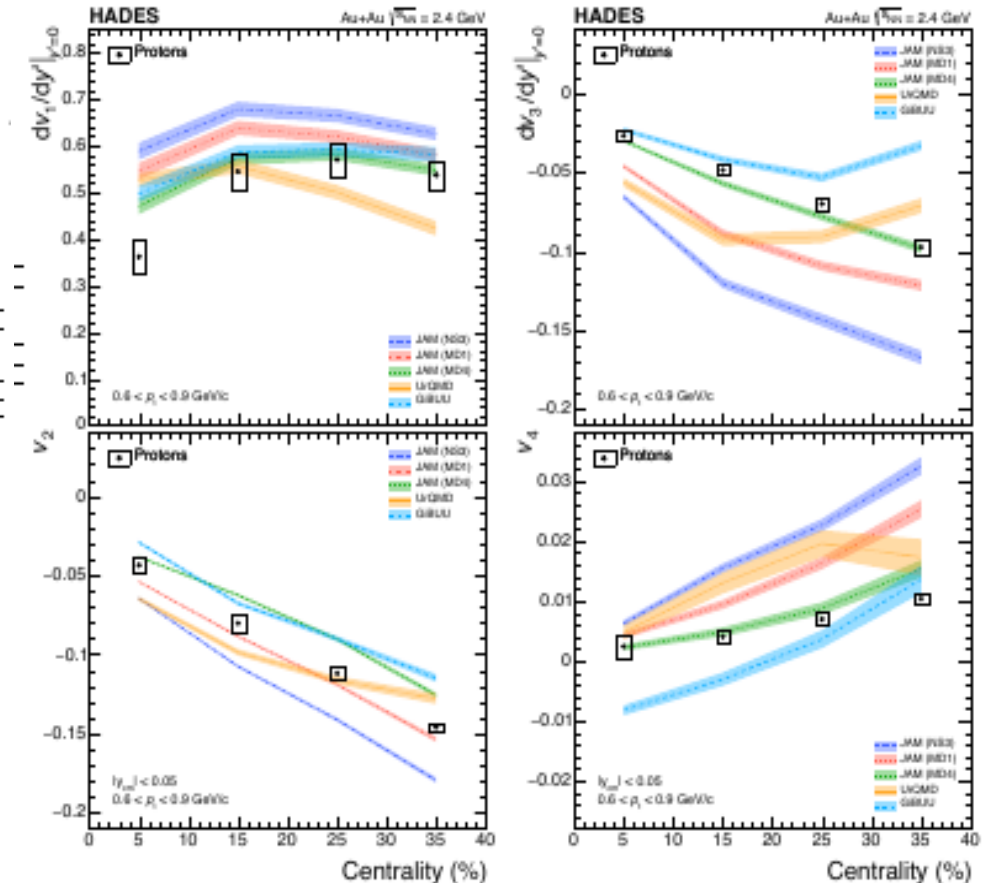 HADES Au+Au √sNN = 2.4 GeV
dv1/dy'|y'=0
Protons
0.8
0.7
0.6
0.5
0.4
0.3
0.2
0.1
0
JAM (NS3)
JAM (MD1)
JAM (MD4)
UrQMD
GiBUU
0.6 < pt < 0.9 GeV/c
HADES Au+Au √sNN = 2.4 GeV
dv3/dy'|y'=0
Protons
JAM (NS3)
JAM (MD1)
JAM (MD4)
UrQMD
GiBUU
0
−0.05
−0.1
−0.15
−0.2
0.6 < pt < 0.9 GeV/c
v2
Protons
JAM (NS3)
JAM (MD1)
JAM (MD4)
UrQMD
GiBUU
0
−0.05
−0.1
−0.15
−0.2
|ycm| < 0.05
0.6 < pt < 0.9 GeV/c
0 5 10 15 20 25 30 35 40
Centrality (%)
v4
Protons
0.03
0.02
0.01
0
−0.01
−0.02
JAM (NS3)
JAM (MD1)
JAM (MD4)
UrQMD
GiBUU
|ycm| < 0.05
0.6 < pt < 0.9 GeV/c
0 5 10 15 20 25 30 35 40
Centrality (%)